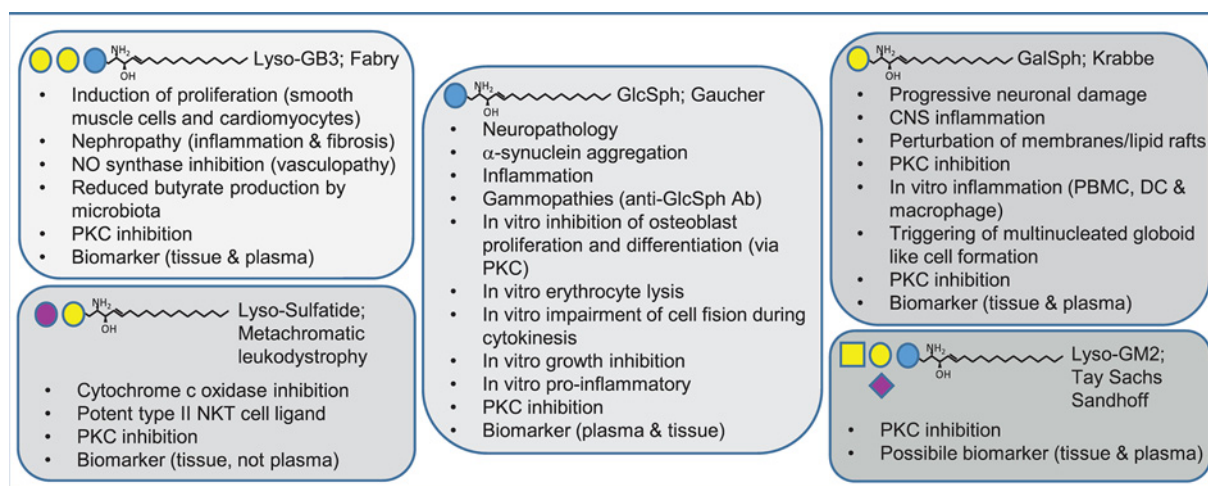 NH₂
OH
Lyso-GB3; Fabry
• Induction of proliferation (smooth
muscle cells and cardiomyocytes)
• Nephropathy (inflammation & fibrosis)
• NO synthase inhibition (vasculopathy)
• Reduced butyrate production by
microbiota
• PKC inhibition
• Biomarker (tissue & plasma)
NH₂
OH
Lyso-Sulfatide;
Metachromatic
leukodystrophy
• Cytochrome c oxidase inhibition
• Potent type II NKT cell ligand
• PKC inhibition
• Biomarker (tissue, not plasma)
NH₂
OH
GlcSph; Gaucher
• Neuropathology
• α-synuclein aggregation
• Inflammation
• Gammopathies (anti-GlcSph Ab)
• In vitro inhibition of osteoblast
proliferation and differentiation (via
PKC)
• In vitro erythrocyte lysis
• In vitro impairment of cell fission during
cytokinesis
• In vitro growth inhibition
• In vitro pro-inflammatory
• PKC inhibition
• Biomarker (plasma & tissue)
NH₂
OH
GalSph; Krabbe
• Progressive neuronal damage
• CNS inflammation
• Perturbation of membranes/lipid rafts
• PKC inhibition
• In vitro inflammation (PBMC, DC &
macrophage)
• Triggering of multinucleated globoid
like cell formation
• PKC inhibition
• Biomarker (tissue & plasma)
NH₂
OH
Lyso-GM2;
Tay Sachs
Sandhoff
• PKC inhibition
• Possibile biomarker (tissue & plasma)